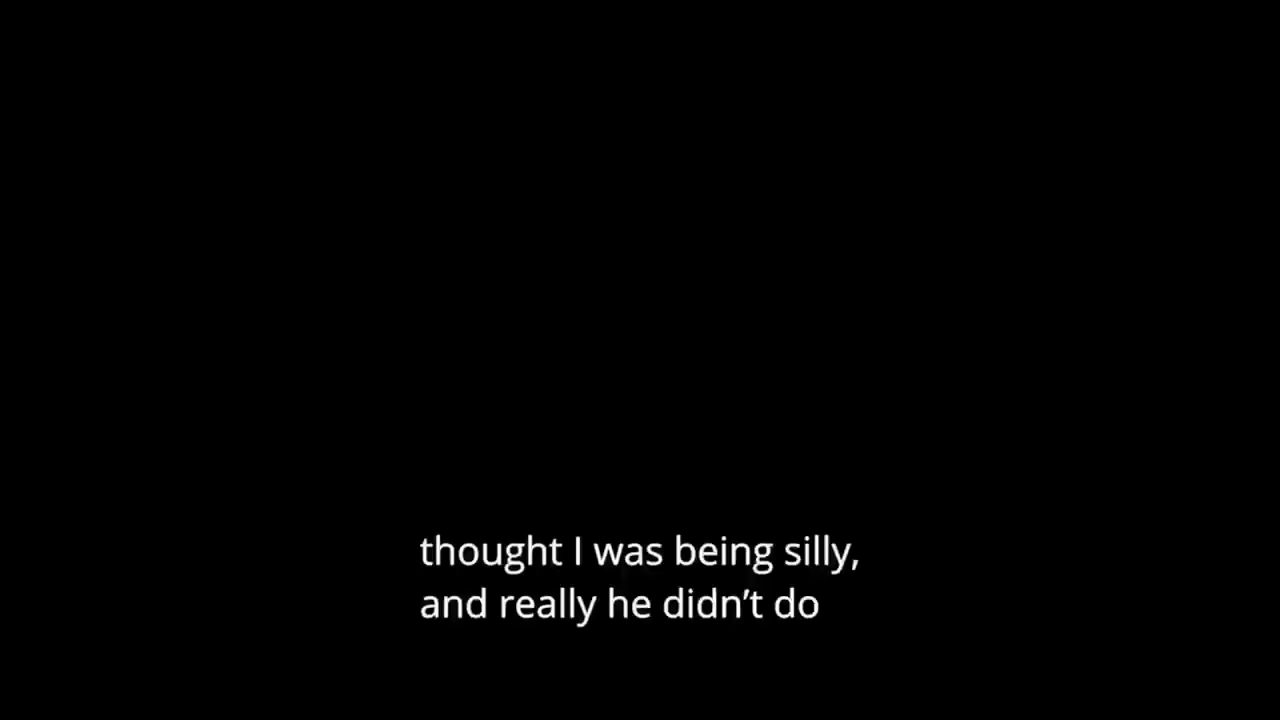 thought I was being silly,
and really he didn’t do